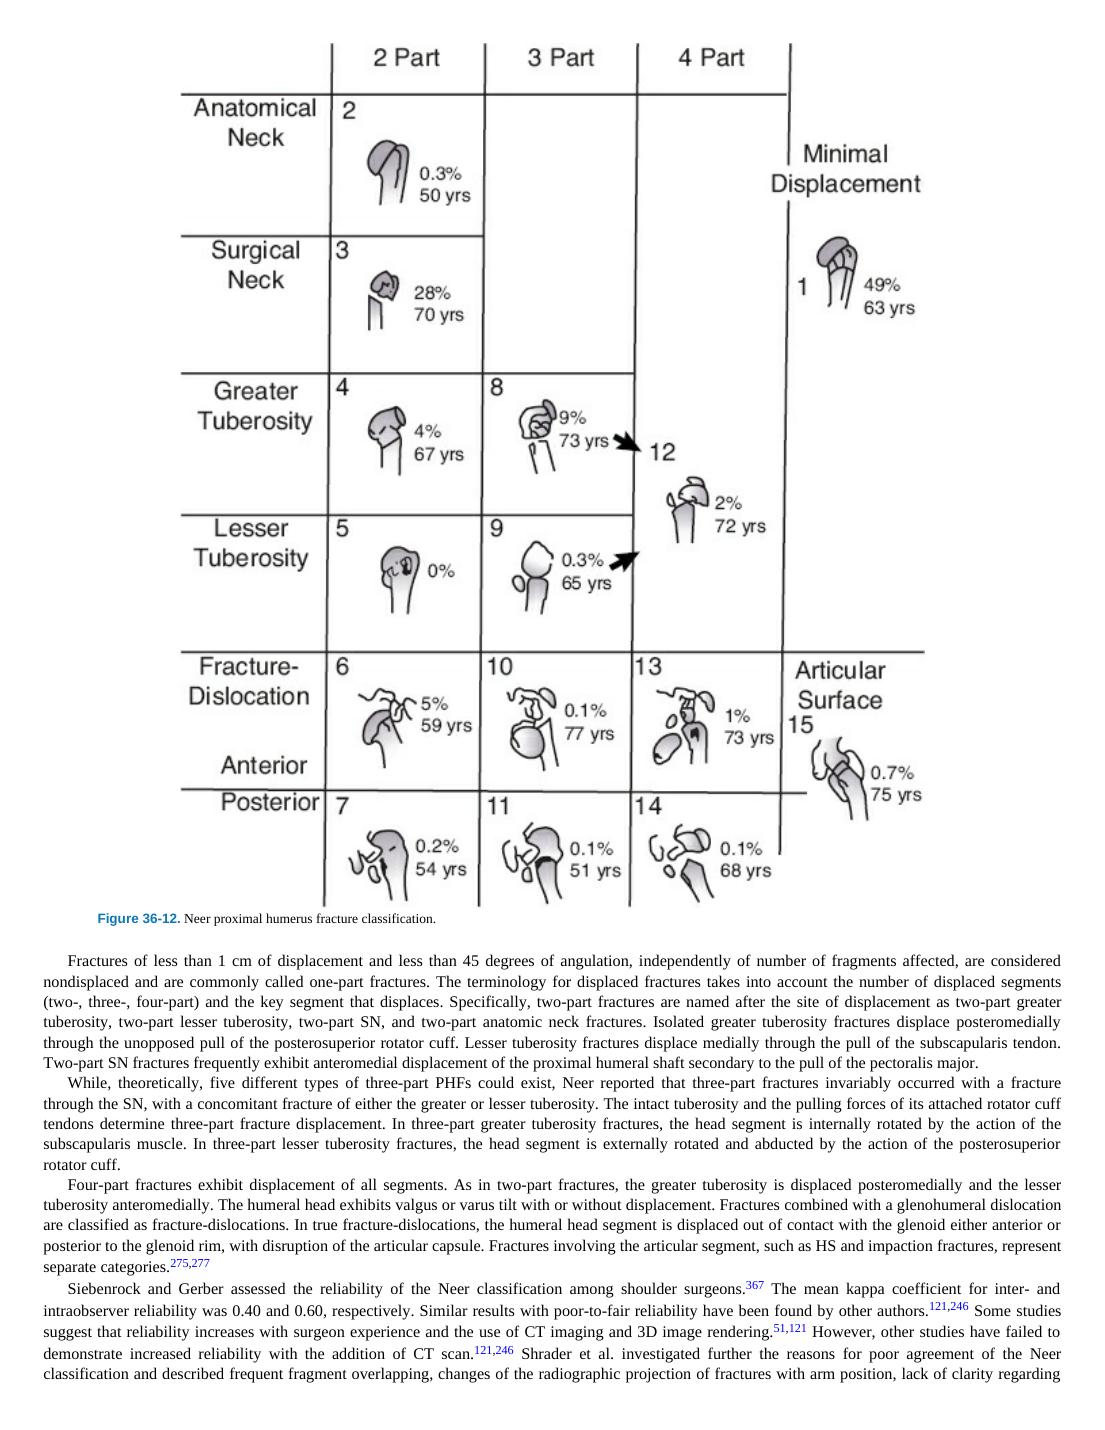 2 Part 3 Part 4 Part
Anatomical
Neck
2
0.3%
50 yrs
Minimal
Displacement
1
49%
63 yrs
Surgical
Neck
3
28%
70 yrs
Greater
Tuberosity
4
4%
67 yrs
8
9%
73 yrs
12
2%
72 yrs
Lesser
Tuberosity
5
0%
9
0.3%
65 yrs
Fracture-
Dislocation
Anterior
6
5%
59 yrs
10
0.1%
77 yrs
13
1%
73 yrs
Articular
Surface
15
0.7%
75 yrs
Posterior
7
0.2%
54 yrs
11
0.1%
51 yrs
14
0.1%
68 yrs
Figure 36-12. Neer proximal humerus fracture classification.
Fractures of less than 1 cm of displacement and less than 45 degrees of angulation, independently of number of fragments affected, are considered
nondisplaced and are commonly called one-part fractures. The terminology for displaced fractures takes into account the number of displaced segments
(two-, three-, four-part) and the key segment that displaces. Specifically, two-part fractures are named after the site of displacement as two-part greater
tuberosity, two-part lesser tuberosity, two-part SN, and two-part anatomic neck fractures. Isolated greater tuberosity fractures displace posteromedially
through the unopposed pull of the posterosuperior rotator cuff. Lesser tuberosity fractures displace medially through the pull of the subscapularis tendon.
Two-part SN fractures frequently exhibit anteromedial displacement of the proximal humeral shaft secondary to the pull of the pectoralis major.
While, theoretically, five different types of three-part PHFs could exist, Neer reported that three-part fractures invariably occurred with a fracture
through the SN, with a concomitant fracture of either the greater or lesser tuberosity. The intact tuberosity and the pulling forces of its attached rotator cuff
tendons determine three-part fracture displacement. In three-part greater tuberosity fractures, the head segment is internally rotated by the action of the
subscapularis muscle. In three-part lesser tuberosity fractures, the head segment is externally rotated and abducted by the action of the posterosuperior
rotator cuff.
Four-part fractures exhibit displacement of all segments. As in two-part fractures, the greater tuberosity is displaced posteromedially and the lesser
tuberosity anteromedially. The humeral head exhibits valgus or varus tilt with or without displacement. Fractures combined with a glenohumeral dislocation
are classified as fracture-dislocations. In true fracture-dislocations, the humeral head segment is displaced out of contact with the glenoid either anterior or
posterior to the glenoid rim, with disruption of the articular capsule. Fractures involving the articular segment, such as HS and impaction fractures, represent
separate categories.275,277
Siebenrock and Gerber assessed the reliability of the Neer classification among shoulder surgeons.367 The mean kappa coefficient for inter- and
intraobserver reliability was 0.40 and 0.60, respectively. Similar results with poor-to-fair reliability have been found by other authors.121,246 Some studies
suggest that reliability increases with surgeon experience and the use of CT imaging and 3D image rendering.51,121 However, other studies have failed to
demonstrate increased reliability with the addition of CT scan.121,246 Shrader et al. investigated further the reasons for poor agreement of the Neer
classification and described frequent fragment overlapping, changes of the radiographic projection of fractures with arm position, lack of clarity regarding